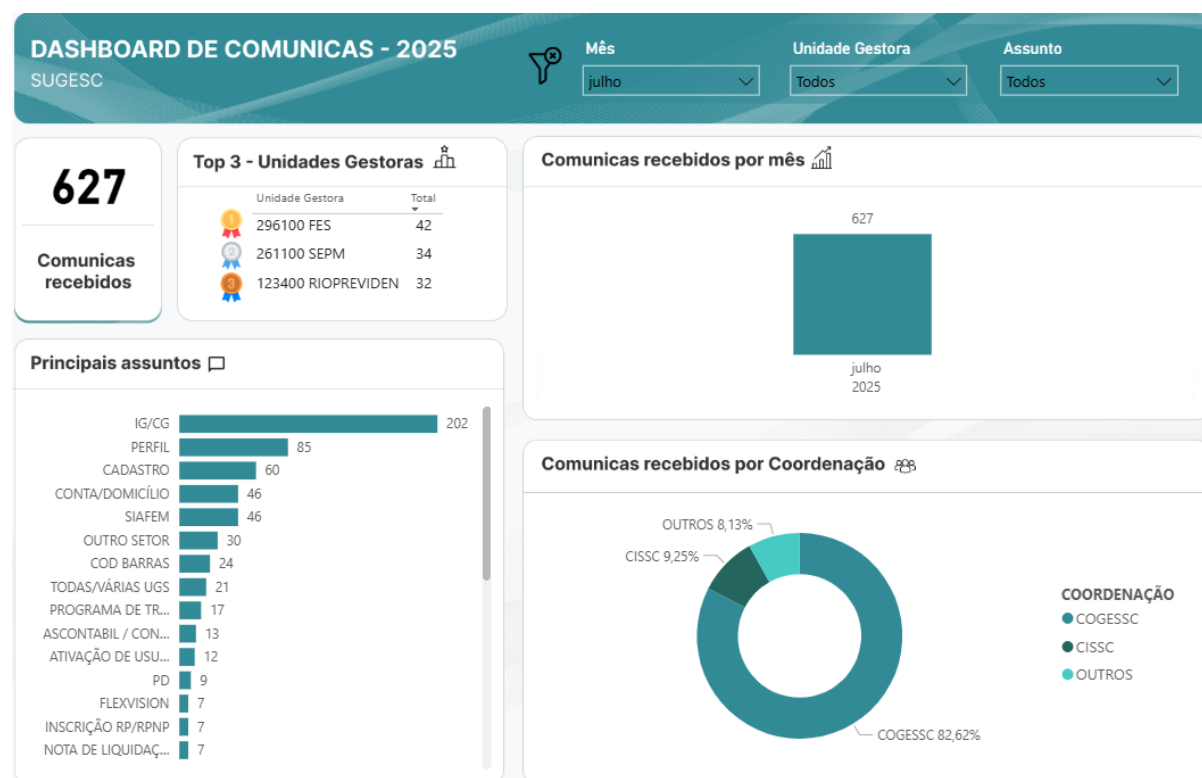 DASHBOARD DE COMUNICAS - 2025
SUGESC
Mês
julho
Unidade Gestora
Todos
Assunto
Todos
627
Comunicas
recebidos
Top 3 - Unidades Gestoras
Unidade Gestora Total
1 296100 FES 42
2 261100 SEPM 34
3 123400 RIOPREVIDEN 32
Comunicas recebidos por mês
627
julho
2025
Principais assuntos
IG/CG 202
PERFIL 85
CADASTRO 60
CONTA/DOMICÍLIO 46
SIAFEM 46
OUTRO SETOR 30
COD BARRAS 24
TODAS/VÁRIAS UGS 21
PROGRAMA DE TR... 17
ASCONTABIL / CON... 13
ATIVAÇÃO DE USU... 12
PD 9
FLEXVISION 7
INSCRIÇÃO RP/RPNP 7
NOTA DE LIQUIDAÇ... 7
Comunicas recebidos por Coordenação
OUTROS 8,13%
CISSC 9,25%
COGESSC 82,62%
COORDENAÇÃO
COGESSC
CISSC
OUTROS